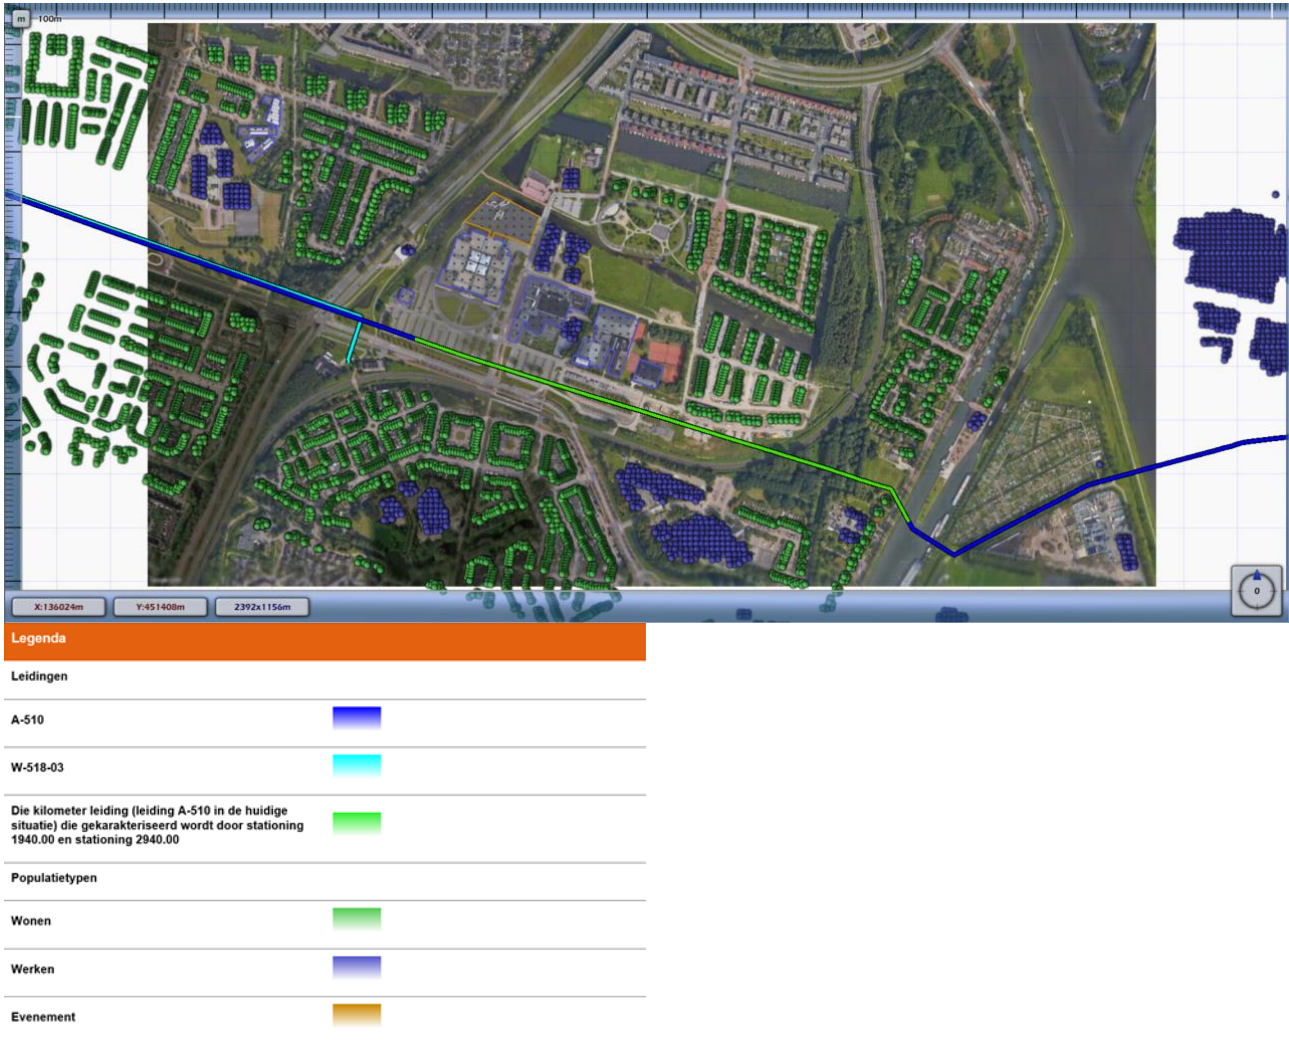 m 100m
X:136024m Y:451408m 2392x1156m 0
Legenda
Leidingen
A-510
W-518-03
Die kilometer leiding (leiding A-510 in de huidige
situatie) die gekarakteriseerd wordt door stationing
1940.00 en stationing 2940.00
Populatietypen
Wonen
Werken
Evenement